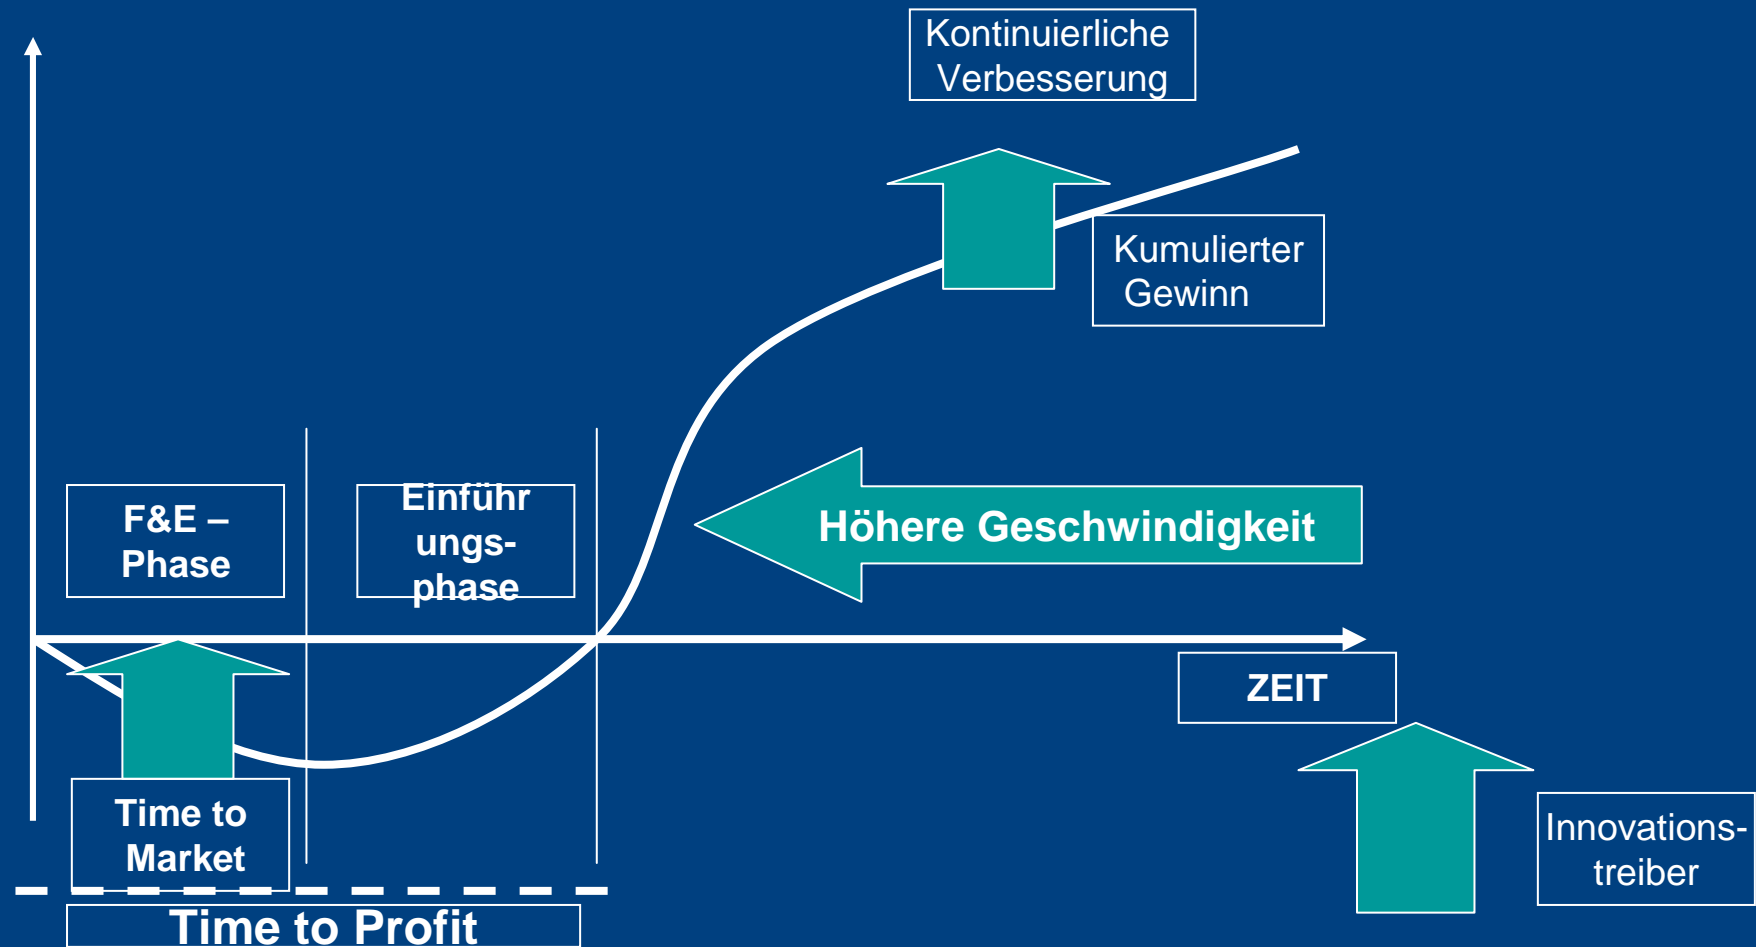 Kontinuierliche
Verbesserung
Kumulierter
Gewinn
F&E –
Phase
Einführ
ungs-
phase
Höhere Geschwindigkeit
ZEIT
Time to
Market
Innovations-
treiber
Time to Profit